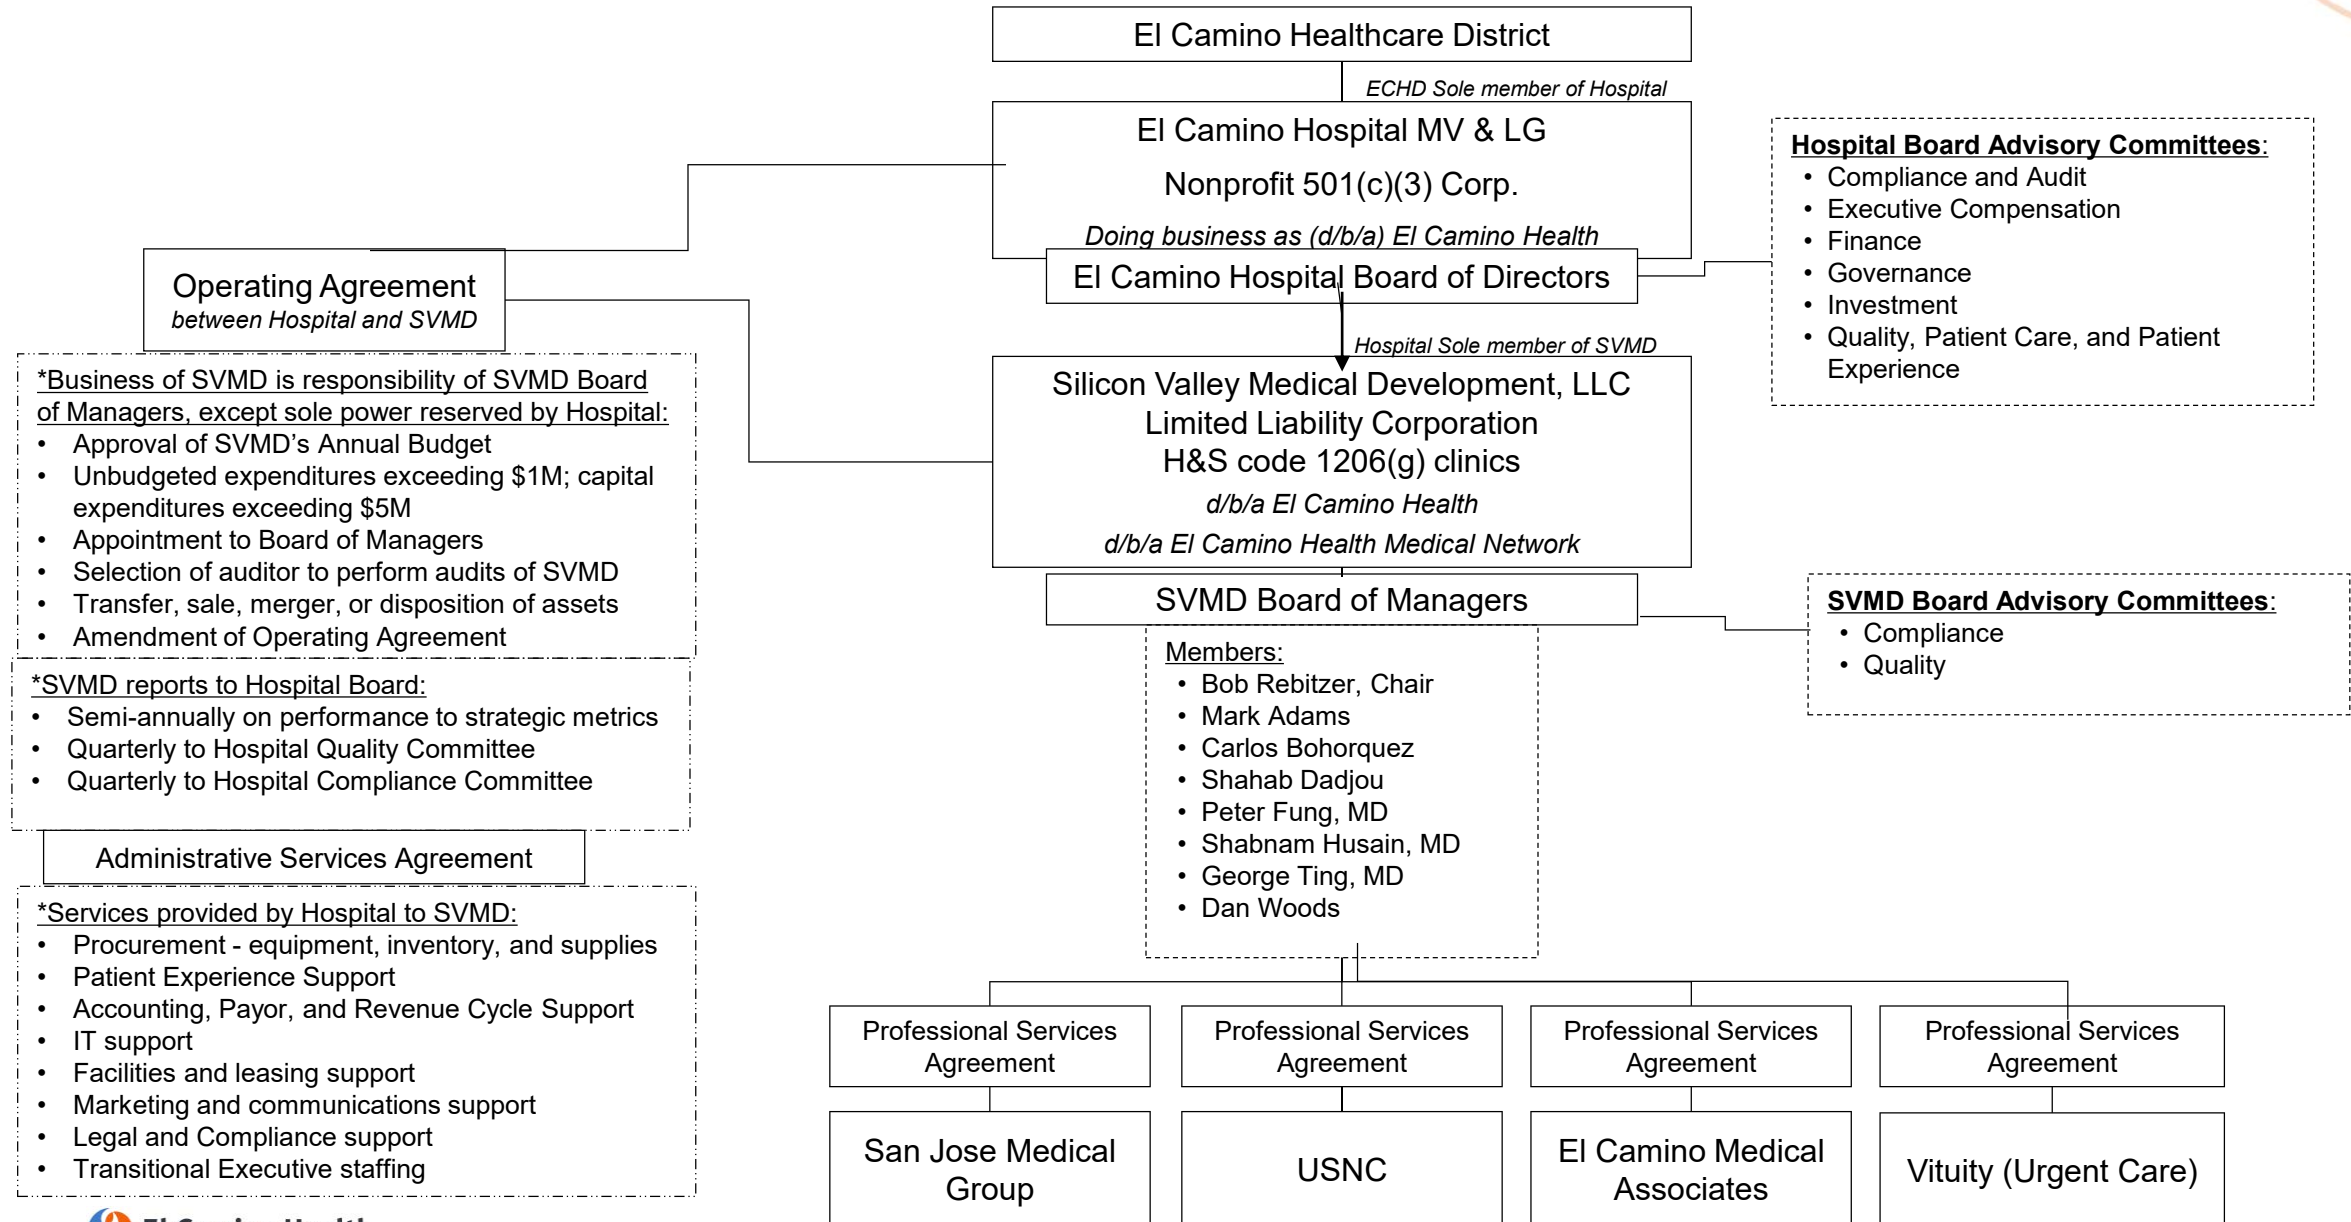 El Camino Healthcare District
ECHD Sole member of Hospital
El Camino Hospital MV & LG
Nonprofit 501(c)(3) Corp.
Doing business as (d/b/a) El Camino Health
El Camino Hospital Board of Directors
Hospital Board Advisory Committees:
• Compliance and Audit
• Executive Compensation
• Finance
• Governance
• Investment
• Quality, Patient Care, and Patient
Experience
Operating Agreement
between Hospital and SVMD
*Business of SVMD is responsibility of SVMD Board
of Managers, except sole power reserved by Hospital:
• Approval of SVMD’s Annual Budget
• Unbudgeted expenditures exceeding $1M; capital
expenditures exceeding $5M
• Appointment to Board of Managers
• Selection of auditor to perform audits of SVMD
• Transfer, sale, merger, or disposition of assets
• Amendment of Operating Agreement
*SVMD reports to Hospital Board:
• Semi-annually on performance to strategic metrics
• Quarterly to Hospital Quality Committee
• Quarterly to Hospital Compliance Committee
Administrative Services Agreement
*Services provided by Hospital to SVMD:
• Procurement - equipment, inventory, and supplies
• Patient Experience Support
• Accounting, Payor, and Revenue Cycle Support
• IT support
• Facilities and leasing support
• Marketing and communications support
• Legal and Compliance support
• Transitional Executive staffing
Hospital Sole member of SVMD
Silicon Valley Medical Development, LLC
Limited Liability Corporation
H&S code 1206(g) clinics
d/b/a El Camino Health
d/b/a El Camino Health Medical Network
SVMD Board of Managers
SVMD Board Advisory Committees:
• Compliance
• Quality
Members:
• Bob Rebitzer, Chair
• Mark Adams
• Carlos Bohorquez
• Shahab Dadjou
• Peter Fung, MD
• Shabnam Husain, MD
• George Ting, MD
• Dan Woods
Professional Services
Agreement
Professional Services
Agreement
Professional Services
Agreement
Professional Services
Agreement
San Jose Medical
Group
USNC
El Camino Medical
Associates
Vituity (Urgent Care)
El Camino Health